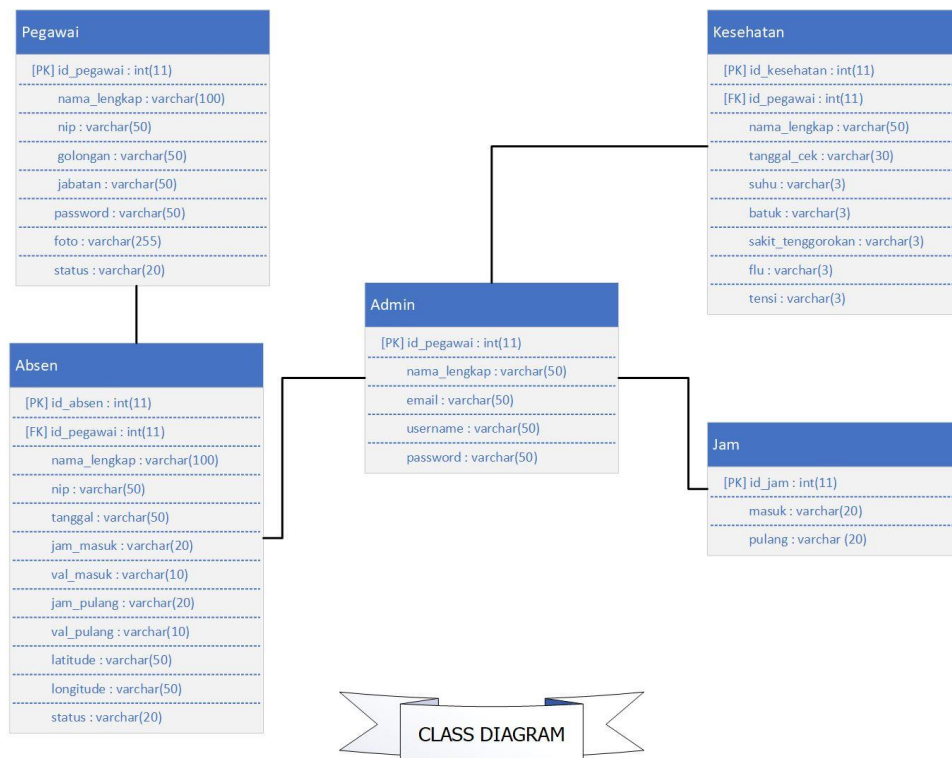 Pegawai
[PK] id_pegawai : int(11)
nama_lengkap : varchar(100)
nip : varchar(50)
golongan : varchar(50)
jabatan : varchar(50)
password : varchar(50)
foto : varchar(255)
status : varchar(20)
Kesehatan
[PK] id_kesehatan : int(11)
[FK] id_pegawai : int(11)
nama_lengkap : varchar(50)
tanggal_cek : varchar(30)
suhu : varchar(3)
batuk : varchar(3)
sakit_tenggorokan : varchar(3)
flu : varchar(3)
tensi : varchar(3)
Admin
[PK] id_pegawai : int(11)
nama_lengkap : varchar(50)
email : varchar(50)
username : varchar(50)
password : varchar(50)
Absen
[PK] id_absen : int(11)
[FK] id_pegawai : int(11)
nama_lengkap : varchar(100)
nip : varchar(50)
tanggal : varchar(50)
jam_masuk : varchar(20)
val_masuk : varchar(10)
jam_pulang : varchar(20)
val_pulang : varchar(10)
latitude : varchar(50)
longitude : varchar(50)
status : varchar(20)
Jam
[PK] id_jam : int(11)
masuk : varchar(20)
pulang : varchar (20)
CLASS DIAGRAM